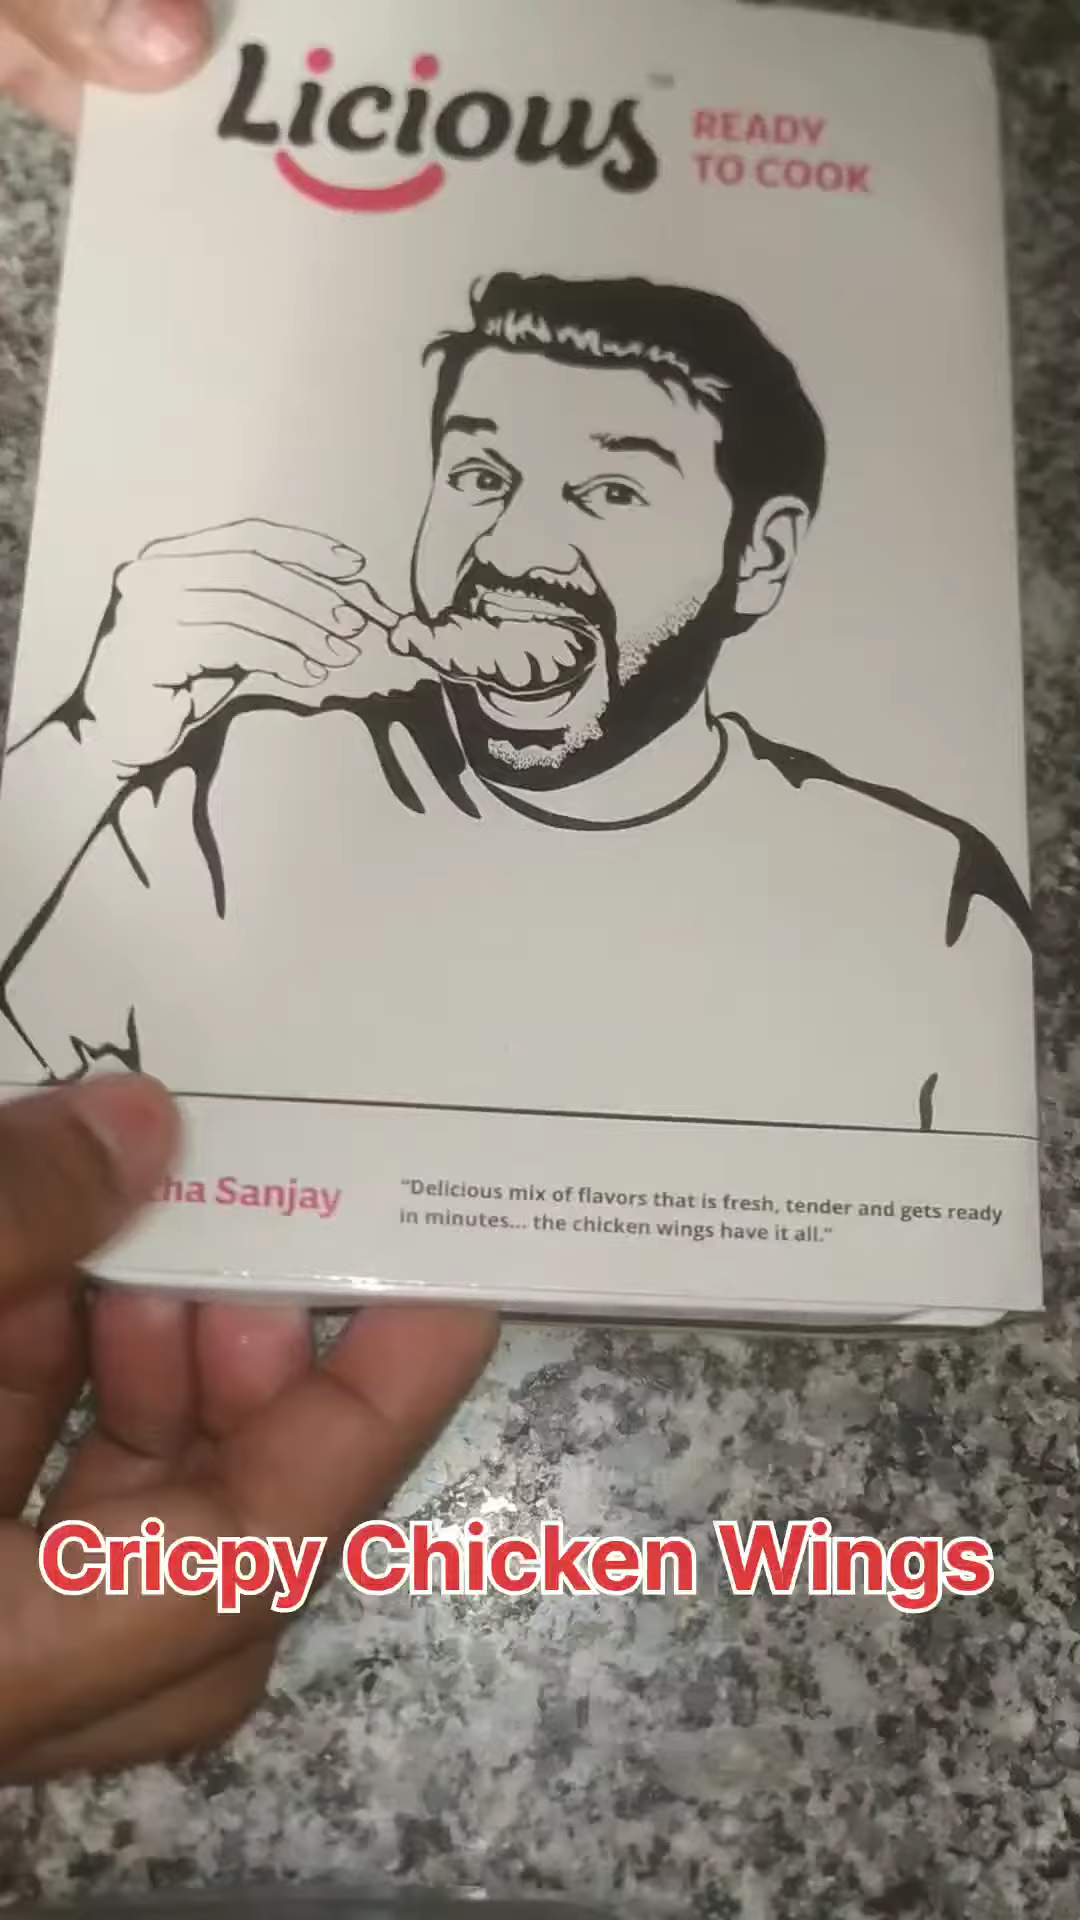 Licious
READY
TO COOK
Sanjay
"Delicious mix of flavors that is fresh, tender and gets ready
in minutes... the chicken wings have it all."
Cricpy Chicken Wings